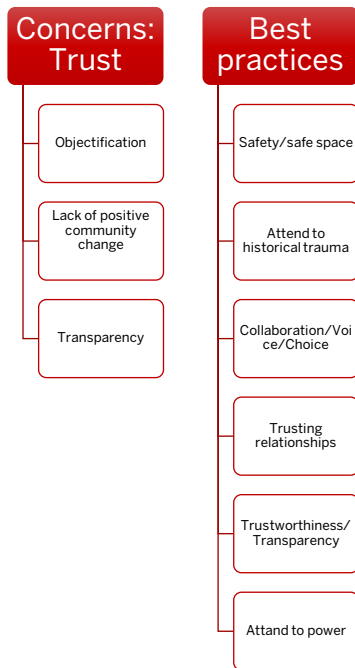 Concerns:
Trust
Objectification
Lack of positive
community
change
Transparency
Best
practices
Safety/safe space
Attend to
historical trauma
Collaboration/Voi
ce/Choice
Trusting
relationships
Trustworthiness/
Transparency
Attand to power